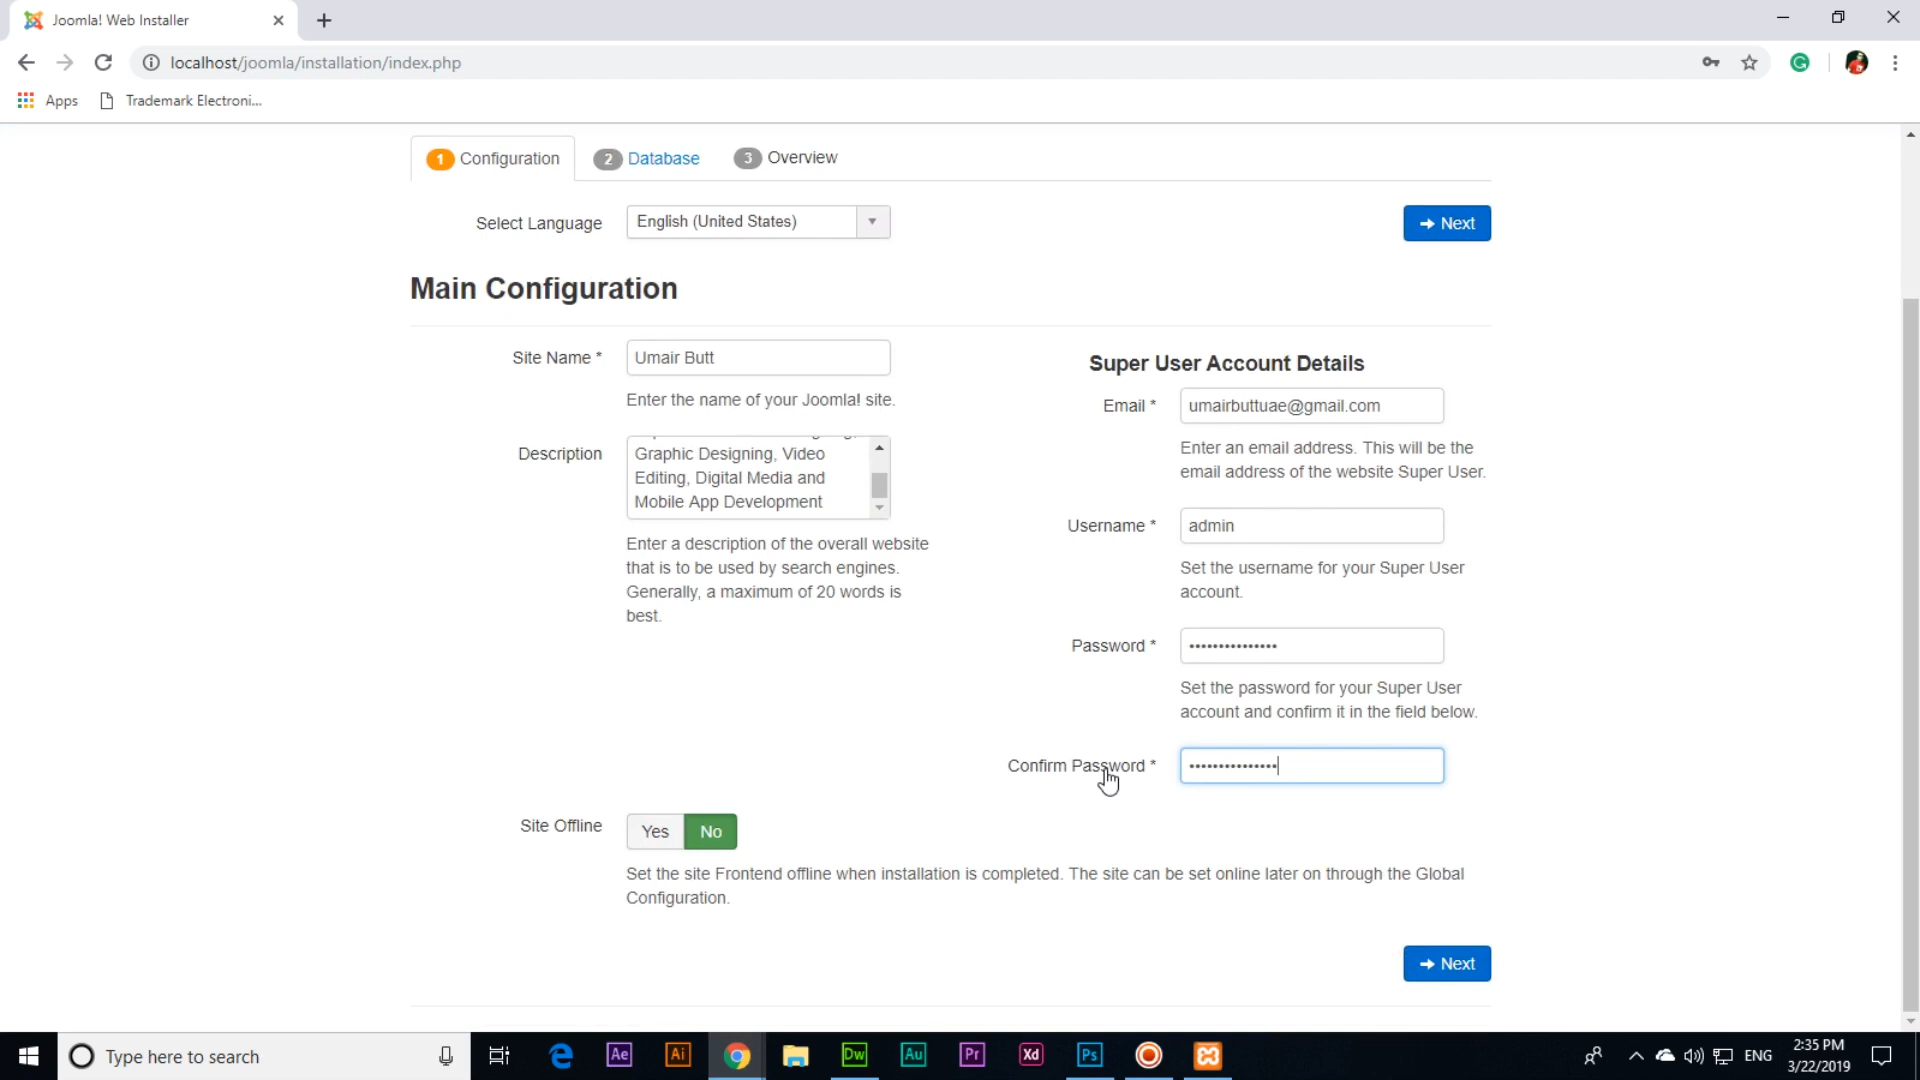 Joomla! Web Installer
localhost/joomla/installation/index.php
Apps
Trademark Electroni...
1 Configuration
2 Database
3 Overview
Select Language
English (United States)
Next
Main Configuration
Site Name *
Umair Butt
Enter the name of your Joomla! site.
Description
Graphic Designing, Video
Editing, Digital Media and
Mobile App Development
Enter a description of the overall website
that is to be used by search engines.
Generally, a maximum of 20 words is
best.
Super User Account Details
Email *
umairbuttuae@gmail.com
Enter an email address. This will be the
email address of the website Super User.
Username *
admin
Set the username for your Super User
account.
Password *
•••••••••••••••
Set the password for your Super User
account and confirm it in the field below.
Confirm Password *
•••••••••••••••
Site Offline
Yes
No
Set the site Frontend offline when installation is completed. The site can be set online later on through the Global
Configuration.
Next
Type here to search
Ae
Ai
Dw
Au
Pr
Xd
Ps
ENG
2:35 PM
3/22/2019